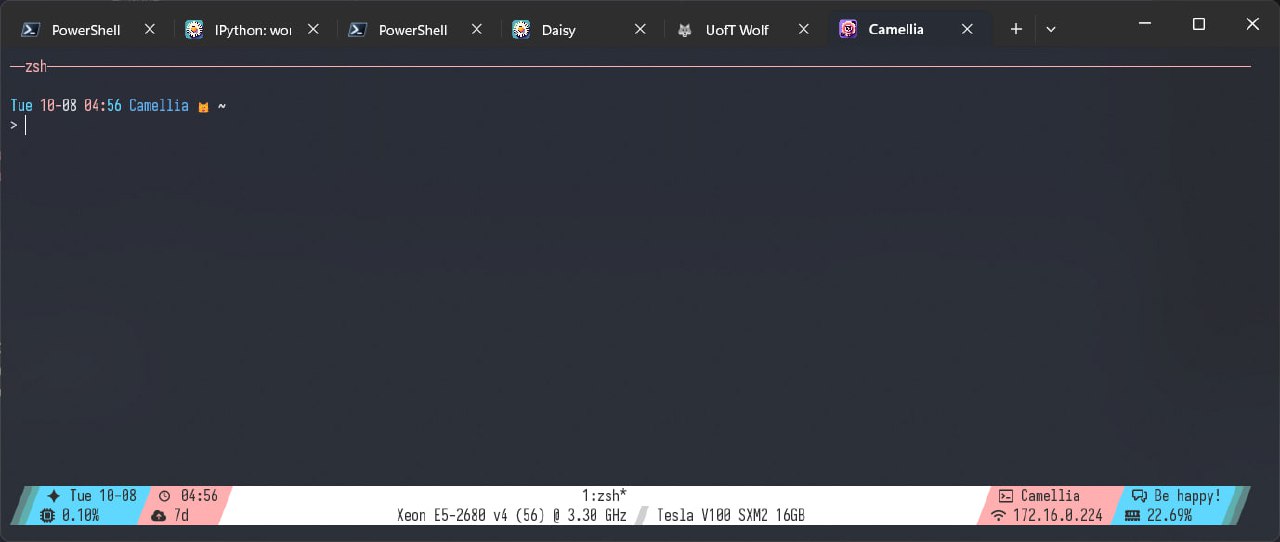 PowerShell IPython: wor PowerShell Daisy UofT Wolf Camellia
zsh
Tue 10-08 04:56 Camellia ~
>
Tue 10-08 04:56 1:zsh* Camellia Be happy!
0.10% 7d Xeon E5-2680 v4 (56) @ 3.30 GHz Tesla V100 SXM2 16GB 172.16.0.224 22.69%